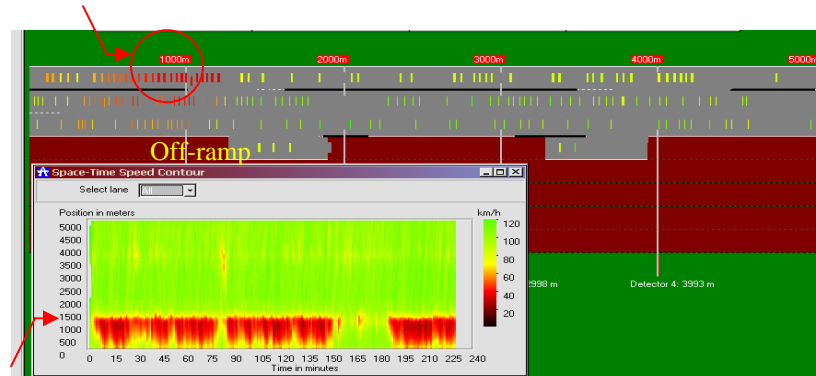 1000m 2000m 3000m 4000m 5000m
Off-ramp
Space-Time Speed Contour
Select lane All
Position in meters km/h
5000
4500
4000
3500
3000
2500
2000
1500
1000
500
0
120
100
80
60
40
20
0 15 30 45 60 75 90 105 120 135 150 165 180 195 210 225 240
Time in minutes
2998 m Detector 4: 3993 m